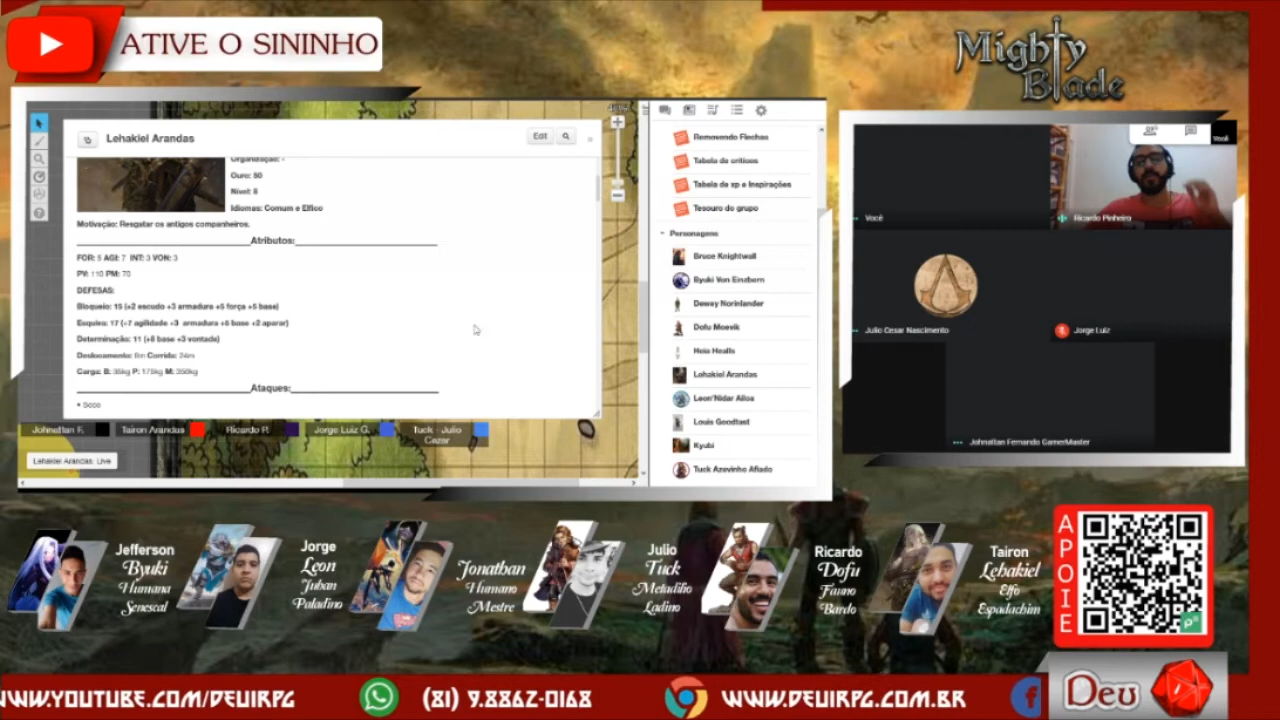 ATIVE O SININHO
Mighty
Blade
Lehakiel Arandas
Edit
Organização: -
Ouro: 50
Nível: 8
Idiomas: Comum e Elfico
Motivação: Resgatar os antigos companheiros.
Atributos:
FOR: 5 AGI: 7 INT: 3 VON: 3
PV: 110 PM: 70
DEFESAS:
Bloqueio: 15 (+2 escudo +3 armadura +5 força +5 base)
Esquiva: 17 (+7 agilidade +3 armadura +5 base +2 aparar)
Determinação: 11 (+8 base +3 vontade)
Deslocamento: 8m Corrida: 24m
Ataques:
• Soco
Johnattan F.
Tairon Arandas
Ricardo P.
Jorge Luiz G.
Tuck - Julio
Cezar
Lehakiel Arandas: Live
Removendo Flechas
Tabela de criticos
Tabela de xp e Inspirações
Tesouro do grupo
Personagens
Bruce Knightwall
Byuki Von Einzbern
Dewey Norinlander
Dofu Moevik
Heia Healls
Lehakiel Arandas
Leon'Nidar Ailoa
Louis Goodtast
Kyubi
Tuck Azevinho Afiado
Você
Você
Ricardo Pinheiro
Julio Cesar Nascimento
Jorge Luiz
Johnattan Fernando GamerMaster
Jefferson
Byuki
Humana
Senescal
Jorge
Leon
Juban
Paladino
Jonathan
Humano
Mestre
Julio
Tuck
Metadílio
Ladino
Ricardo
Dofu
Fauno
Bardo
Tairon
Lehakiel
Elfo
Espadachim
APOIE
WWW.YOUTUBE.COM/DEUIRPG
(81) 9.8862-0168
WWW.DEUIRPG.COM.BR
Deu